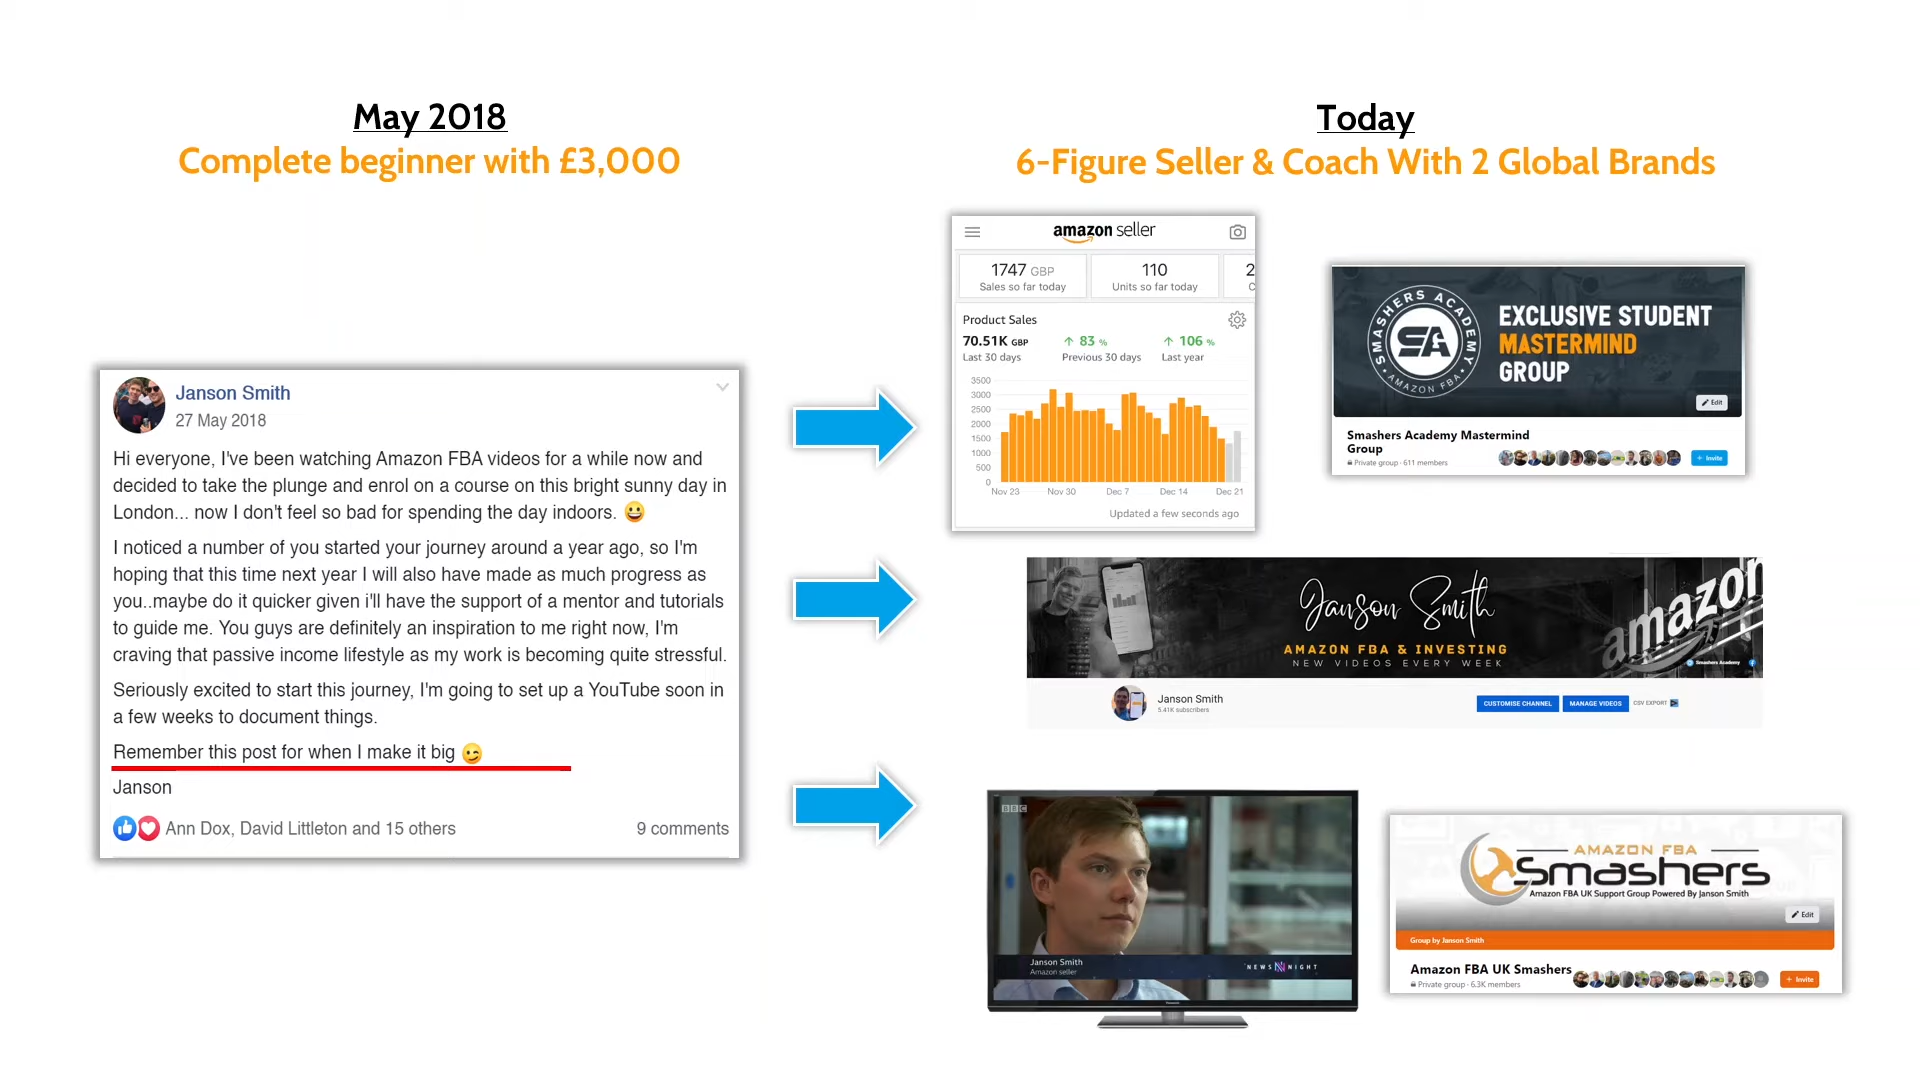 May 2018
Complete beginner with £3,000
Janson Smith
27 May 2018
Hi everyone, I've been watching Amazon FBA videos for a while now and
decided to take the plunge and enrol on a course on this bright sunny day in
London... now I don't feel so bad for spending the day indoors. 😀
I noticed a number of you started your journey around a year ago, so I'm
hoping that this time next year I will also have made as much progress as
you..maybe do it quicker given i'll have the support of a mentor and tutorials
to guide me. You guys are definitely an inspiration to me right now, I'm
craving that passive income lifestyle as my work is becoming quite stressful.
Seriously excited to start this journey, I'm going to set up a YouTube soon in
a few weeks to document things.
Remember this post for when I make it big 😉
Janson
Ann Dox, David Littleton and 15 others
9 comments
Today
6-Figure Seller & Coach With 2 Global Brands
amazon seller
1747 GBP
Sales so far today
110
Units so far today
2
C
Product Sales
70.51K GBP
Last 30 days
↑ 83 %
Previous 30 days
↑ 106 %
Last year
3500
3000
2500
2000
1500
1000
500
0
Nov 23
Nov 30
Dec 7
Dec 14
Dec 21
Updated a few seconds ago
SMASHERS ACADEMY
SA
AMAZON FBA
EXCLUSIVE STUDENT
MASTERMIND
GROUP
Edit
Smashers Academy Mastermind
Group
Private group · 611 members
+ Invite
Janson Smith
AMAZON FBA & INVESTING
NEW VIDEOS EVERY WEEK
amazon
Smashers Academy
Janson Smith
5.41K subscribers
CUSTOMISE CHANNEL
MANAGE VIDEOS
CSV EXPORT
BBC
Janson Smith
Amazon seller
NEWSNIGHT
Panasonic
AMAZON FBA
Smashers
Amazon FBA UK Support Group Powered By Janson Smith
Edit
Group by Janson Smith
Amazon FBA UK Smashers
Private group · 6.3K members
+ Invite